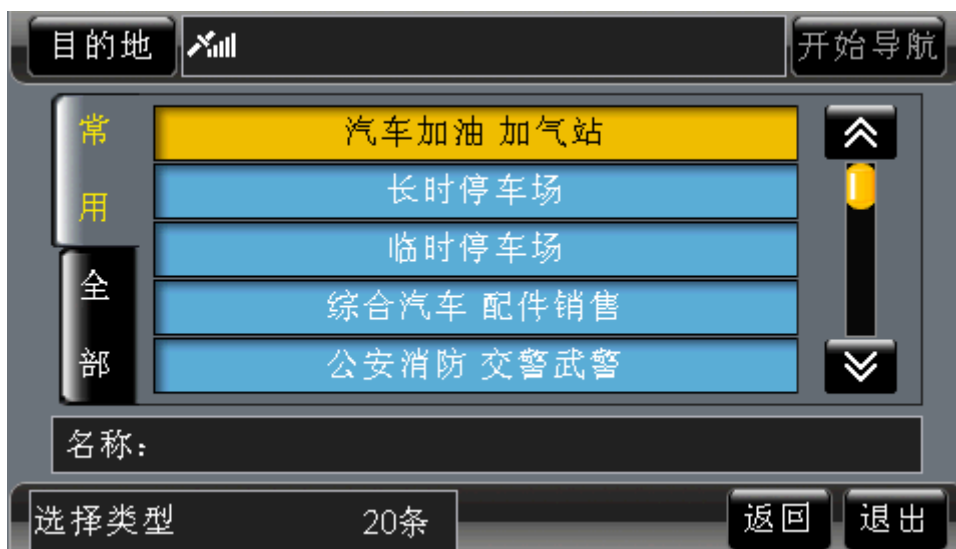 目的地 开始导航
常用
汽车加油 加气站
长时停车场
临时停车场
全部
综合汽车 配件销售
公安消防 交警武警
名称：
选择类型 20条 返回 退出